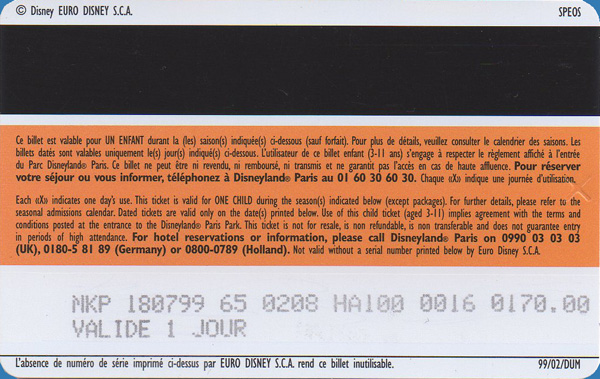 © Disney EURO DISNEY S.C.A. SPEOS
Ce billet est valable pour UN ENFANT durant la (les) saison(s) indiquée(s) ci-dessous (sauf forfait). Pour plus de détails, veuillez consulter le calendrier des saisons. Les
billets datés sont valables uniquement le(s) jour(s) indiqué(s) ci-dessous. L'utilisateur de ce billet enfant (3-11 ans) s'engage à respecter le règlement affiché à l'entrée
du Parc Disneyland® Paris. Ce billet ne peut être ni revendu, ni remboursé, ni transmis et ne garantit pas l'accès en cas de haute affluence. Pour réserver
votre séjour ou vous informer, téléphonez à Disneyland® Paris au 01 60 30 60 30. Chaque «X» indique une journée d'utilisation.
Each «X» indicates one day's use. This ticket is valid for ONE CHILD during the season(s) indicated below (except packages). For further details, please refer to the
seasonal admissions calendar. Dated tickets are valid only on the date(s) printed below. Use of this child ticket (aged 3-11) implies agreement with the terms and
conditions posted at the entrance to the Disneyland® Paris Park. This ticket is not for resale, is non refundable, is non transferable and does not guarantee entry
in periods of high attendance. For hotel reservations or information, please call Disneyland® Paris on 0990 03 03 03
(UK), 0180-5 81 89 (Germany) or 0800-0789 (Holland). Not valid without a serial number printed below by Euro Disney S.C.A.
NKP 180799 65 0208 HA100 0016 0170.00
VALIDE 1 JOUR
L'absence de numéro de série imprimé ci-dessus par EURO DISNEY S.C.A. rend ce billet inutilisable. 99/02/DUM